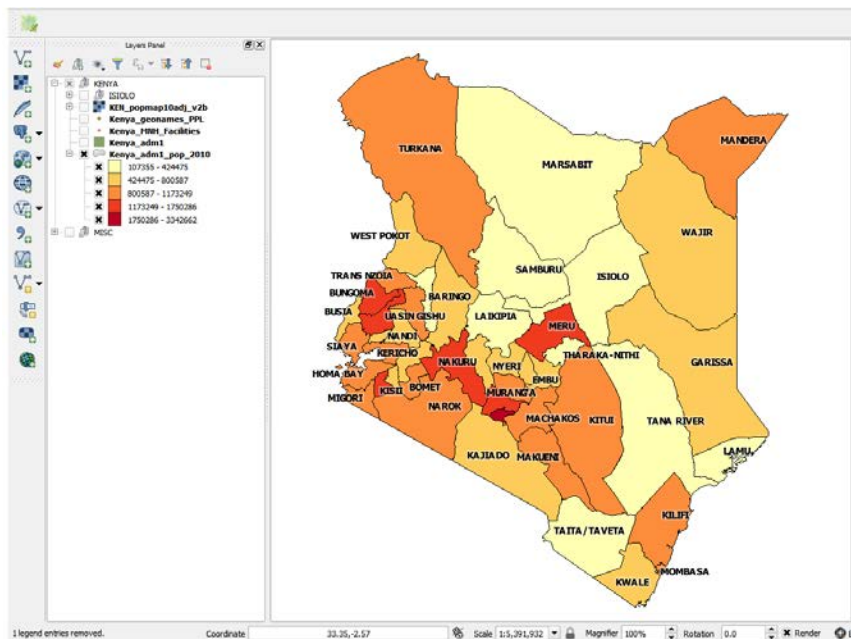 Layers Panel
KENYA
ISIOLO
KEN_popmap10adj_v2b
Kenya_geonames_PPL
Kenya_MNH_Facilities
Kenya_adm1
Kenya_adm1_pop_2010
107355 - 424475
424475 - 800587
800587 - 1173249
1173249 - 1750286
1750286 - 3342662
MISC
TURKANA
MARSABIT
MANDERA
WAJIR
WEST POKOT
SAMBURU
ISIOLO
TRANS NZOIA
BUNGOMA
BARINGO
BUSIA
UASIN GISHU
LAIKIPIA
MERU
NANDI
SIAYA
KERICHO
NAKURU
NYERI
THARAKA-NITHI
GARISSA
HOMA BAY
EMBU
KISII
BOMET
MURANGA
MIGORI
NAROK
MACHAKOS
KITUI
TANA RIVER
KAJIADO
MAKUENI
LAMU
KILIFI
TAITA/TAVETA
MOMBASA
KWALE
1 legend entries removed.
Coordinate
33.35,-2.57
Scale
1:5,391,932
Magnifier
100%
Rotation
0.0
Render